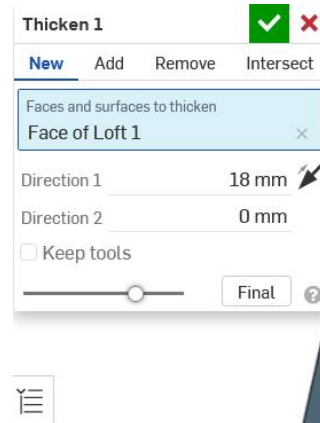 Thicken 1
New Add Remove Intersect
Faces and surfaces to thicken
Face of Loft 1
Direction 1 18 mm
Direction 2 0 mm
Keep tools
Final